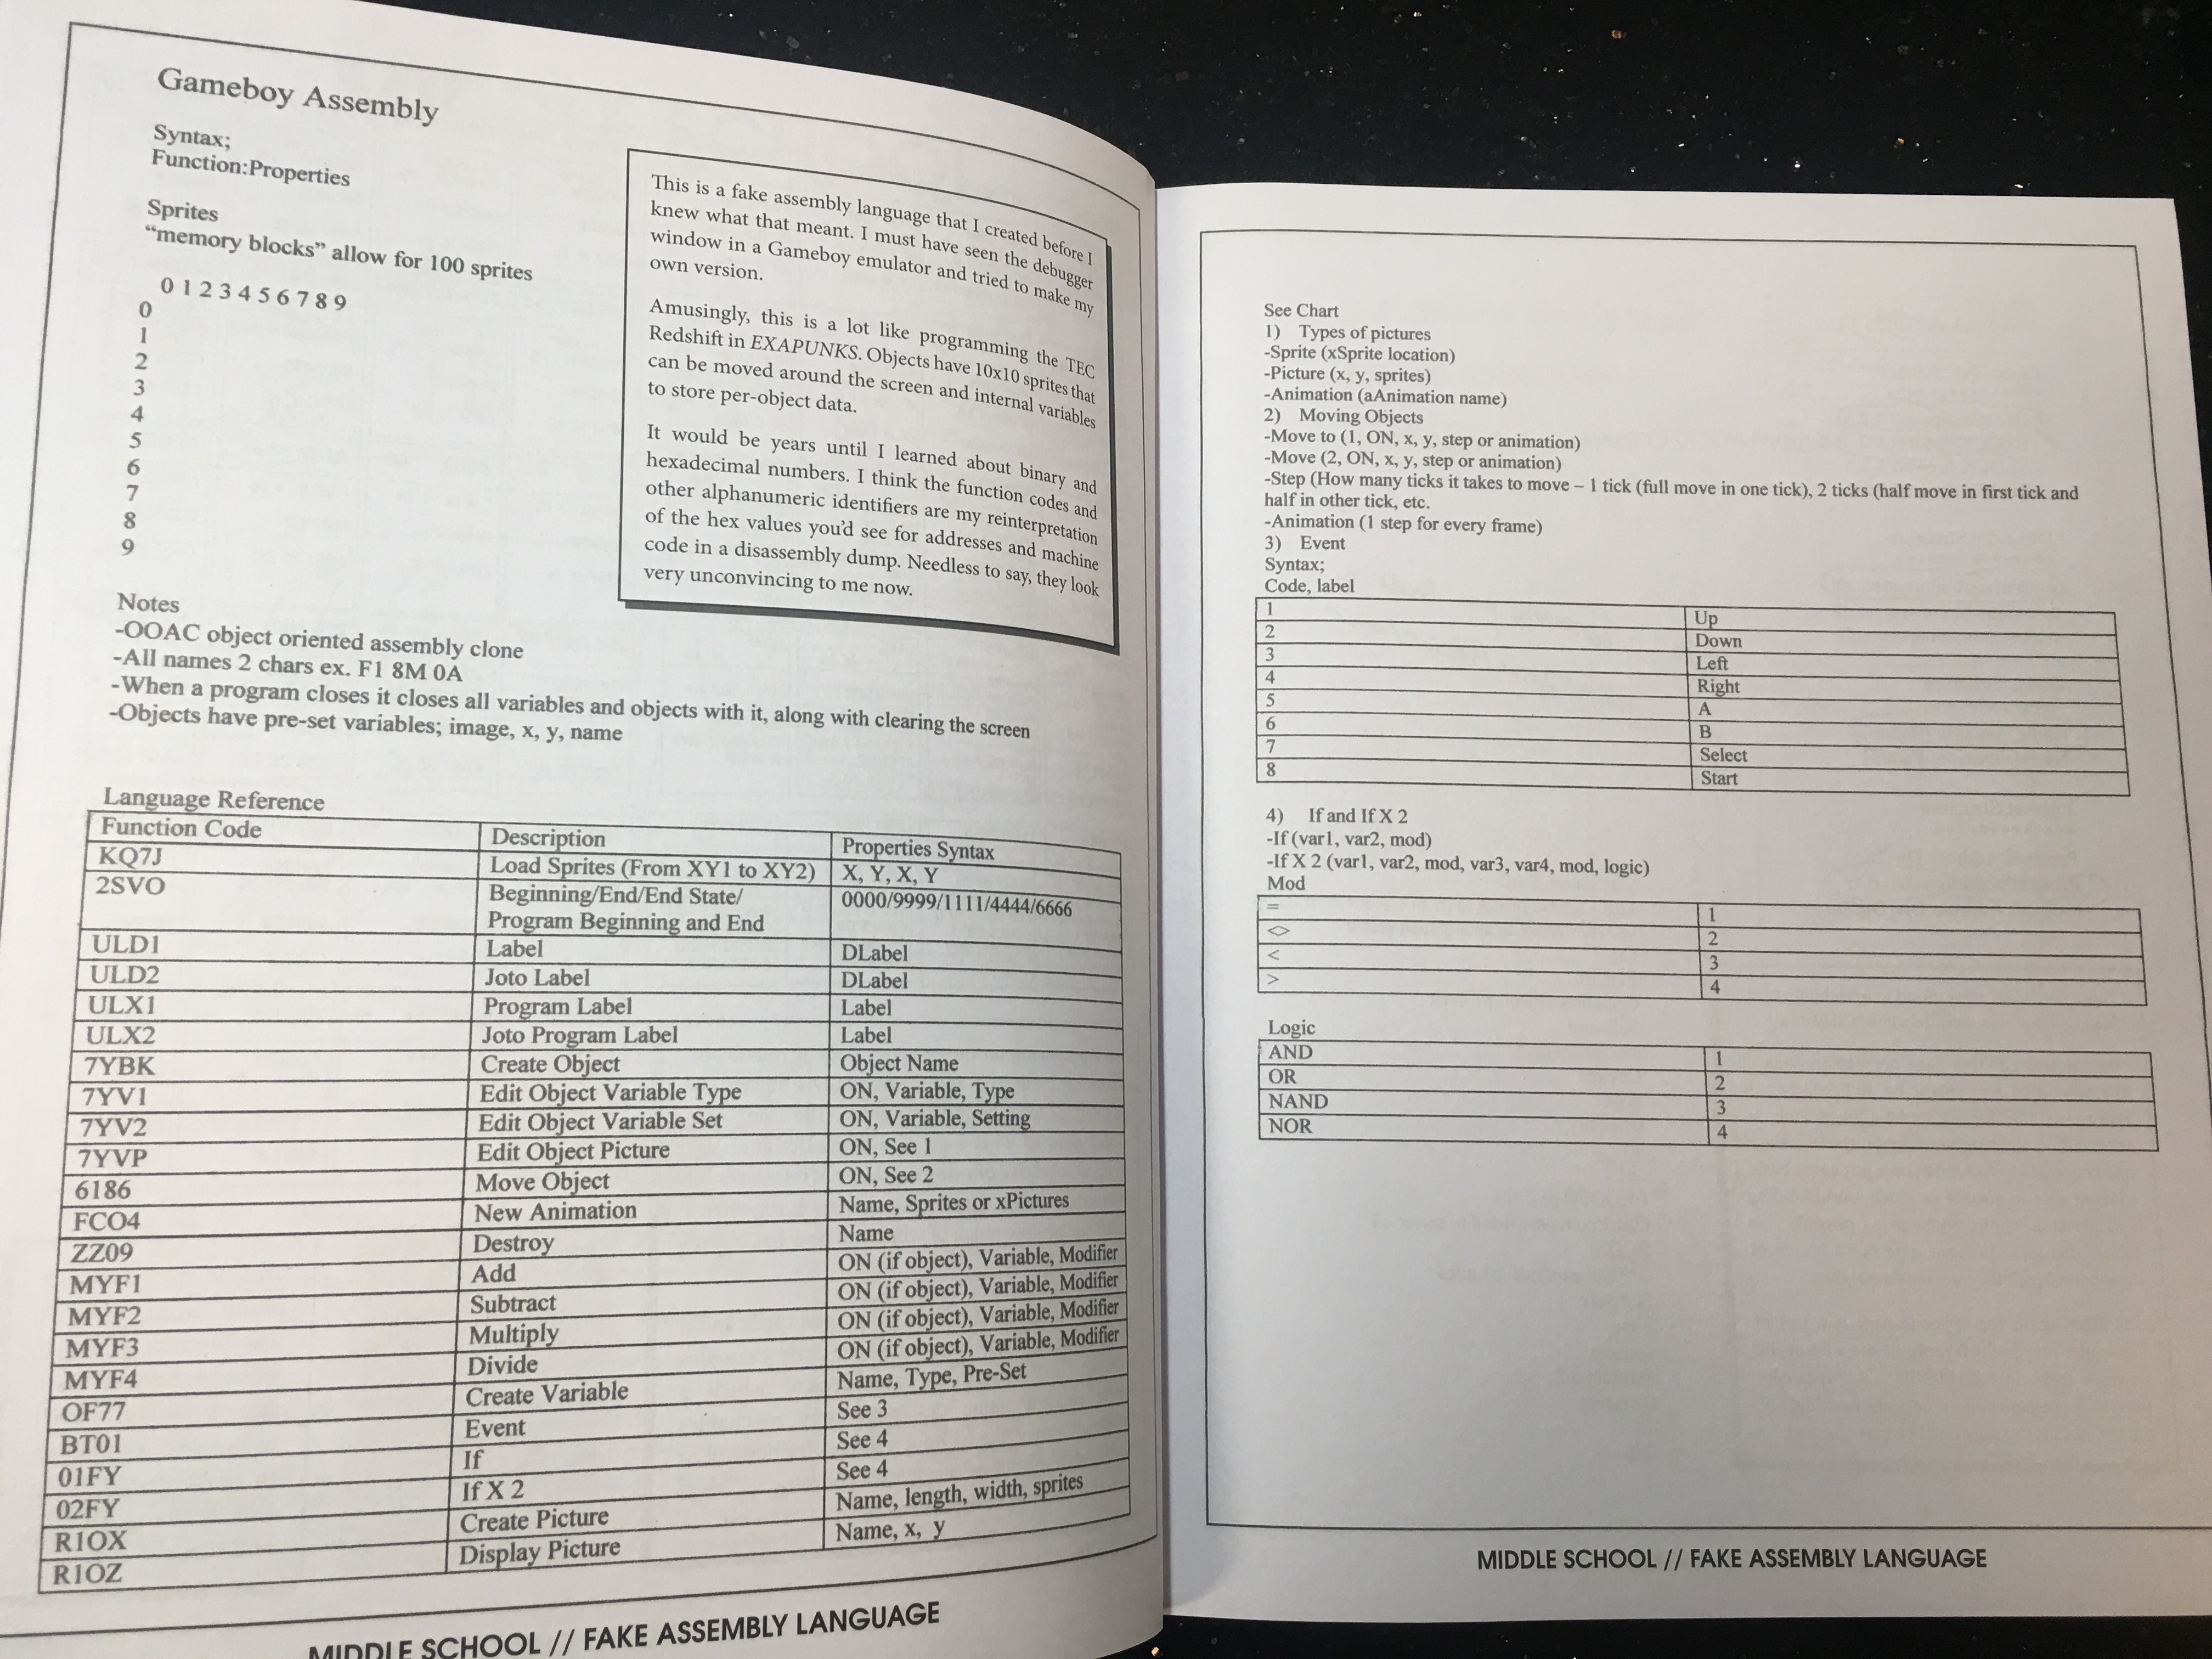 Gameboy Assembly
Syntax;
Function:Properties
Sprites
“memory blocks” allow for 100 sprites
0 1 2 3 4 5 6 7 8 9
0
1
2
3
4
5
6
7
8
9
This is a fake assembly language that I created before I
knew what that meant. I must have seen the debugger
window in a Gameboy emulator and tried to make my
own version.
Amusingly, this is a lot like programming the TEC
Redshift in EXAPUNKS. Objects have 10x10 sprites that
can be moved around the screen and internal variables
to store per-object data.
It would be years until I learned about binary and
hexadecimal numbers. I think the function codes and
other alphanumeric identifiers are my reinterpretation
of the hex values you’d see for addresses and machine
code in a disassembly dump. Needless to say, they look
very unconvincing to me now.
Notes
-OOAC object oriented assembly clone
-All names 2 chars ex. F1 8M 0A
-When a program closes it closes all variables and objects with it, along with clearing the screen
-Objects have pre-set variables; image, x, y, name
Language Reference
Function Code Description Properties Syntax
KQ7J Load Sprites (From XY1 to XY2) X, Y, X, Y
2SVO Beginning/End/End State/ 0000/9999/1111/4444/6666
Program Beginning and End
ULD1 Label DLabel
ULD2 Joto Label DLabel
ULX1 Program Label Label
ULX2 Joto Program Label Label
7YBK Create Object Object Name
7YV1 Edit Object Variable Type ON, Variable, Type
7YV2 Edit Object Variable Set ON, Variable, Setting
7YVP Edit Object Picture ON, See 1
6186 Move Object ON, See 2
FCO4 New Animation Name, Sprites or xPictures
ZZ09 Destroy Name
MYF1 Add ON (if object), Variable, Modifier
MYF2 Subtract ON (if object), Variable, Modifier
MYF3 Multiply ON (if object), Variable, Modifier
MYF4 Divide ON (if object), Variable, Modifier
OF77 Create Variable Name, Type, Pre-Set
BT01 Event See 3
01FY If See 4
02FY If X 2 See 4
R1OX Create Picture Name, length, width, sprites
R1OZ Display Picture Name, x, y
MIDDLE SCHOOL // FAKE ASSEMBLY LANGUAGE
See Chart
1) Types of pictures
-Sprite (xSprite location)
-Picture (x, y, sprites)
-Animation (aAnimation name)
2) Moving Objects
-Move to (1, ON, x, y, step or animation)
-Move (2, ON, x, y, step or animation)
-Step (How many ticks it takes to move – 1 tick (full move in one tick), 2 ticks (half move in first tick and
half in other tick, etc.
-Animation (1 step for every frame)
3) Event
Syntax;
Code, label
1 Up
2 Down
3 Left
4 Right
5 A
6 B
7 Select
8 Start
4) If and If X 2
-If (var1, var2, mod)
-If X 2 (var1, var2, mod, var3, var4, mod, logic)
Mod
= 1
<> 2
< 3
> 4
Logic
AND 1
OR 2
NAND 3
NOR 4
MIDDLE SCHOOL // FAKE ASSEMBLY LANGUAGE